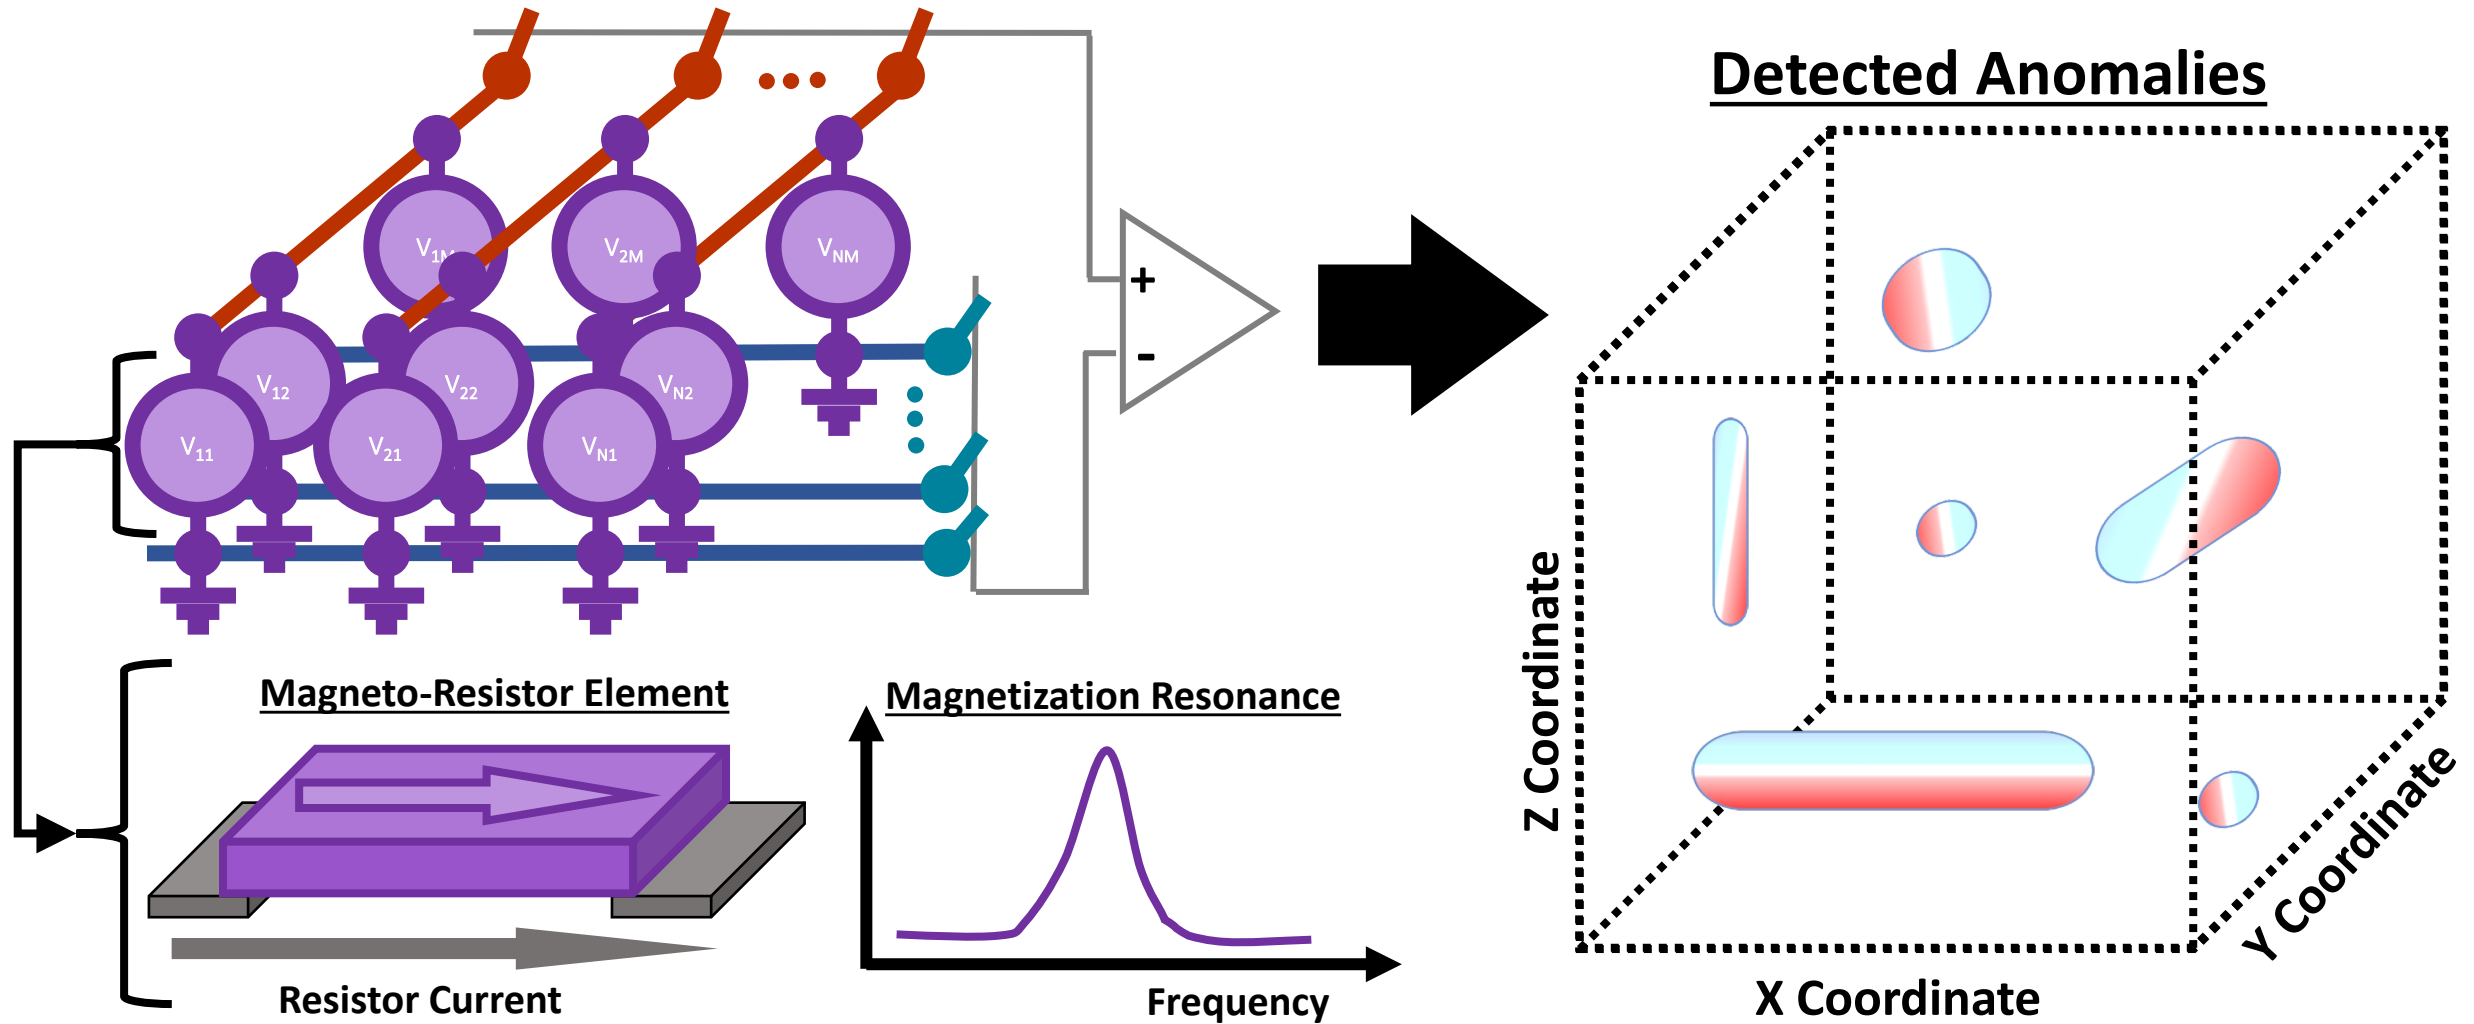 Detected Anomalies
V1M
V2M
VNM
+
-
V12
V22
VN2
V11
V21
VN1
Magneto-Resistor Element
Resistor Current
Magnetization Resonance
Frequency
Z Coordinate
X Coordinate
Y Coordinate